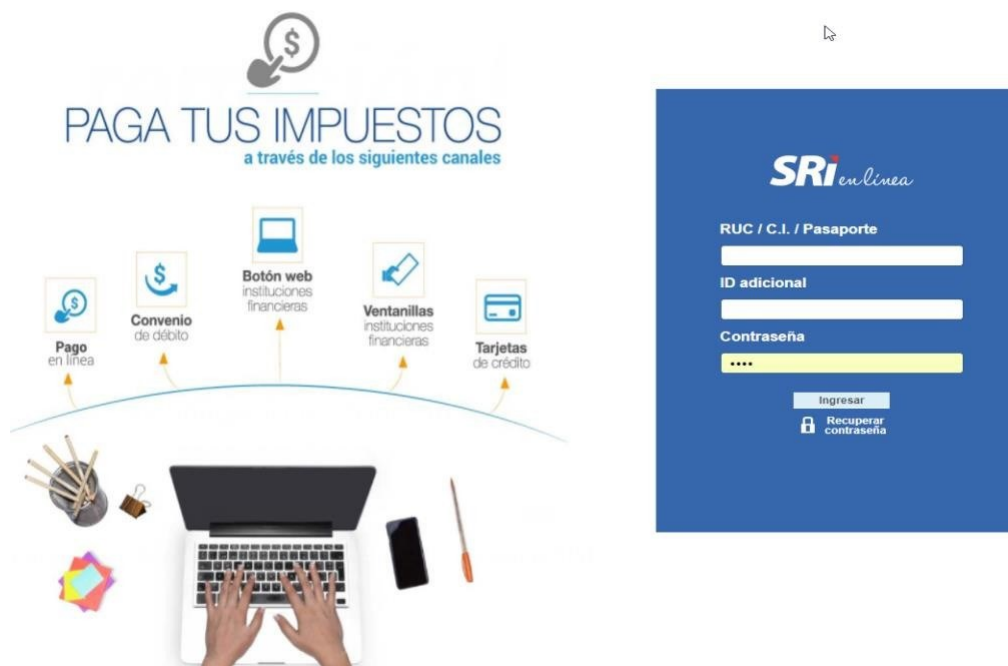 PAGA TUS IMPUESTOS
a través de los siguientes canales
Pago
en línea
Convenio
de débito
Botón web
instituciones
financieras
Ventanillas
instituciones
financieras
Tarjetas
de crédito
SRi en línea
RUC / C.I. / Pasaporte
ID adicional
Contraseña
••••
Ingresar
Recuperar
contraseña